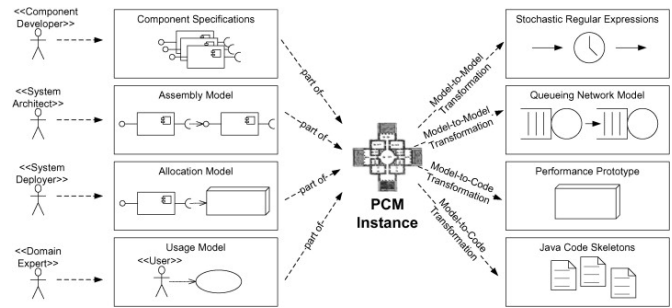 <<Component
Developer>>
Component Specifications
<<System
Architect>>
Assembly Model
<<System
Deployer>>
Allocation Model
<<Domain
Expert>>
Usage Model
<<User>>
part of
part of
part of
part of
PCM
Instance
Model-to-Model
Transformation
Model-to-Model
Transformation
Model-to-Code
Transformation
Model-to-Code
Transformation
Stochastic Regular Expressions
Queueing Network Model
Performance Prototype
Java Code Skeletons